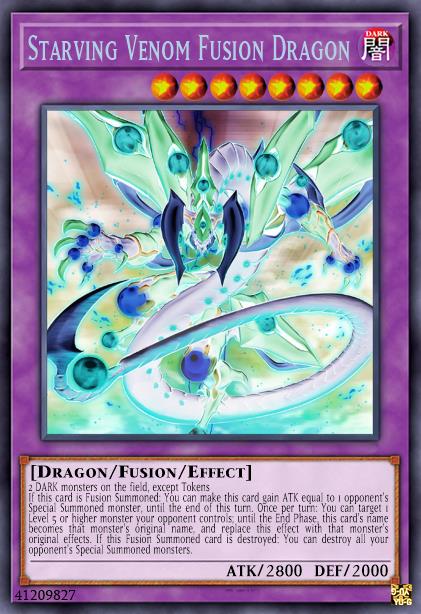 STARVING VENOM FUSION DRAGON
DARK
闇
[DRAGON/FUSION/EFFECT]
2 DARK monsters on the field, except Tokens
If this card is Fusion Summoned: You can make this card gain ATK equal to 1 opponent's
Special Summoned monster, until the end of this turn. Once per turn: You can target 1
Level 5 or higher monster your opponent controls; until the End Phase, this card's name
becomes that monster's original name, and replace this effect with that monster's
original effects. If this Fusion Summoned card is destroyed: You can destroy all your
opponent's Special Summoned monsters.
ATK/2800 DEF/2000
41209827